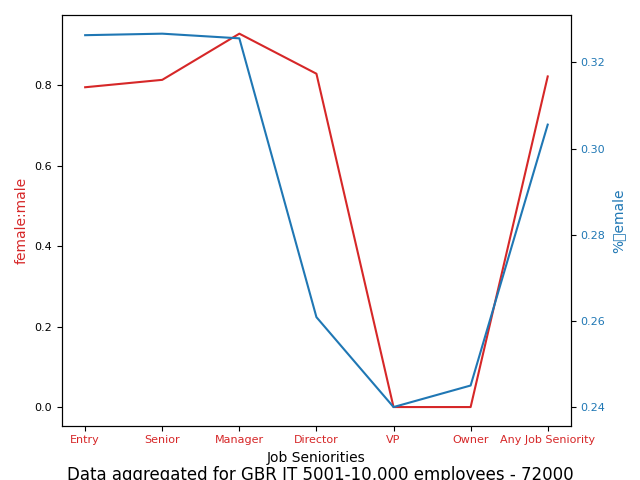 0.8
0.6
0.4
0.2
0.0
female:male
0.32
0.30
0.28
0.26
0.24
%▯emale
Entry Senior Manager Director VP Owner Any Job Seniority
Job Seniorities
Data aggregated for GBR IT 5001-10.000 employees - 72000